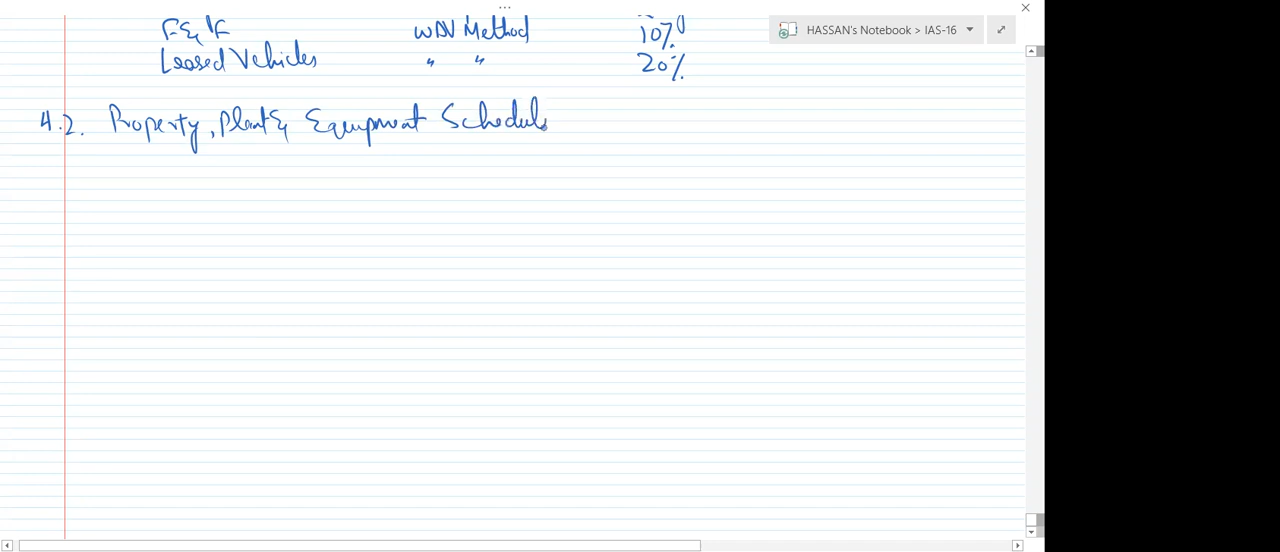 F & F WDV Method 10%
HASSAN's Notebook > IAS-16
Leased Vehicles " " 20%
4.2. Property, Plant & Equipment Schedule